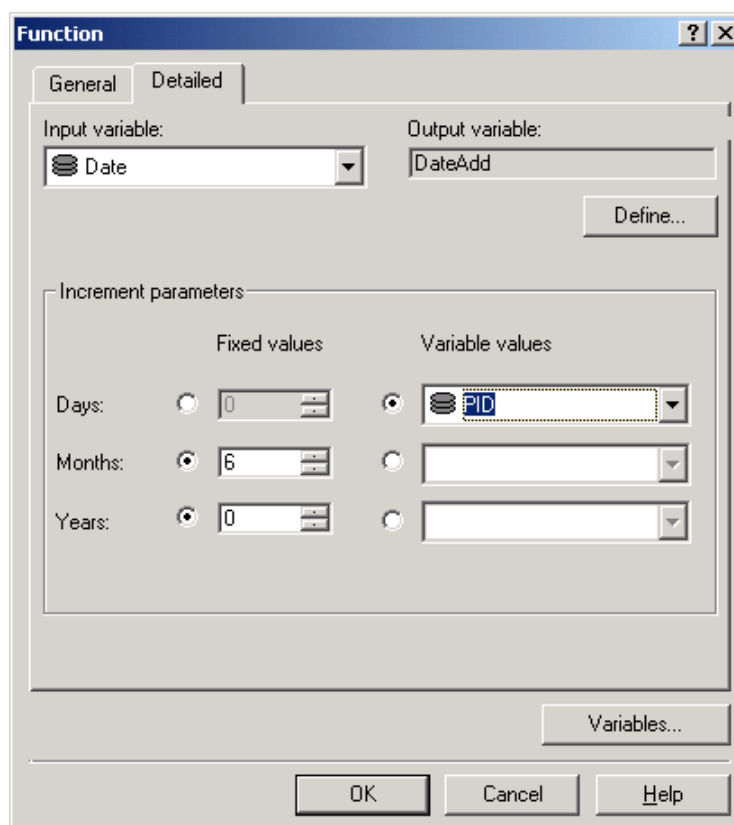 Function
General Detailed
Input variable: Output variable:
Date DateAdd
Define...
Increment parameters
Fixed values Variable values
Days: 0 PID
Months: 6
Years: 0
Variables...
OK Cancel Help